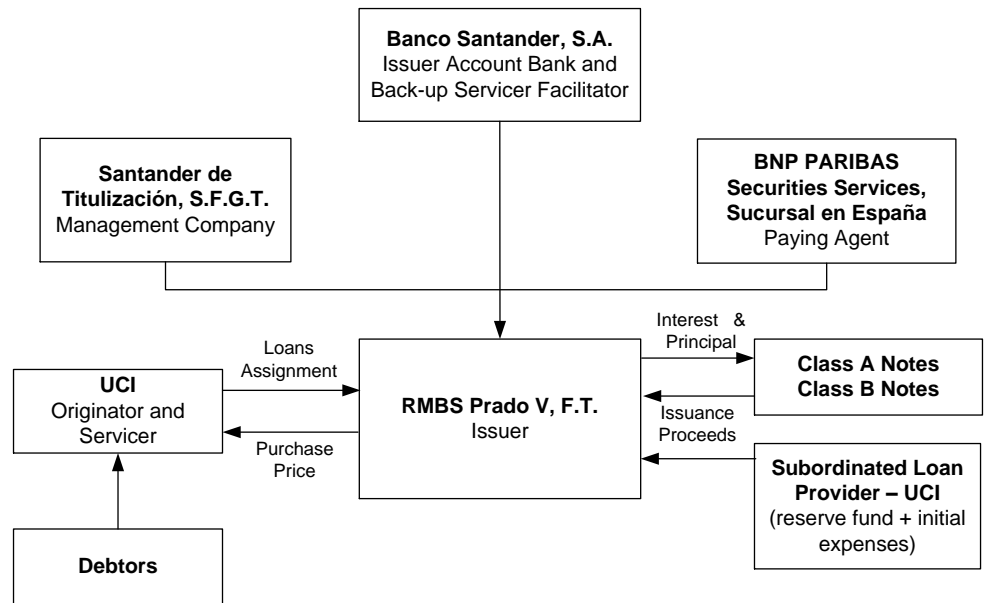 Banco Santander, S.A.
Issuer Account Bank and
Back-up Servicer Facilitator
Santander de
Titulización, S.F.G.T.
Management Company
BNP PARIBAS
Securities Services,
Sucursal en España
Paying Agent
Loans
Assignment
Interest &
Principal
UCI
Originator and
Servicer
RMBS Prado V, F.T.
Issuer
Class A Notes
Class B Notes
Purchase
Price
Issuance
Proceeds
Subordinated Loan
Provider – UCI
(reserve fund + initial
expenses)
Debtors